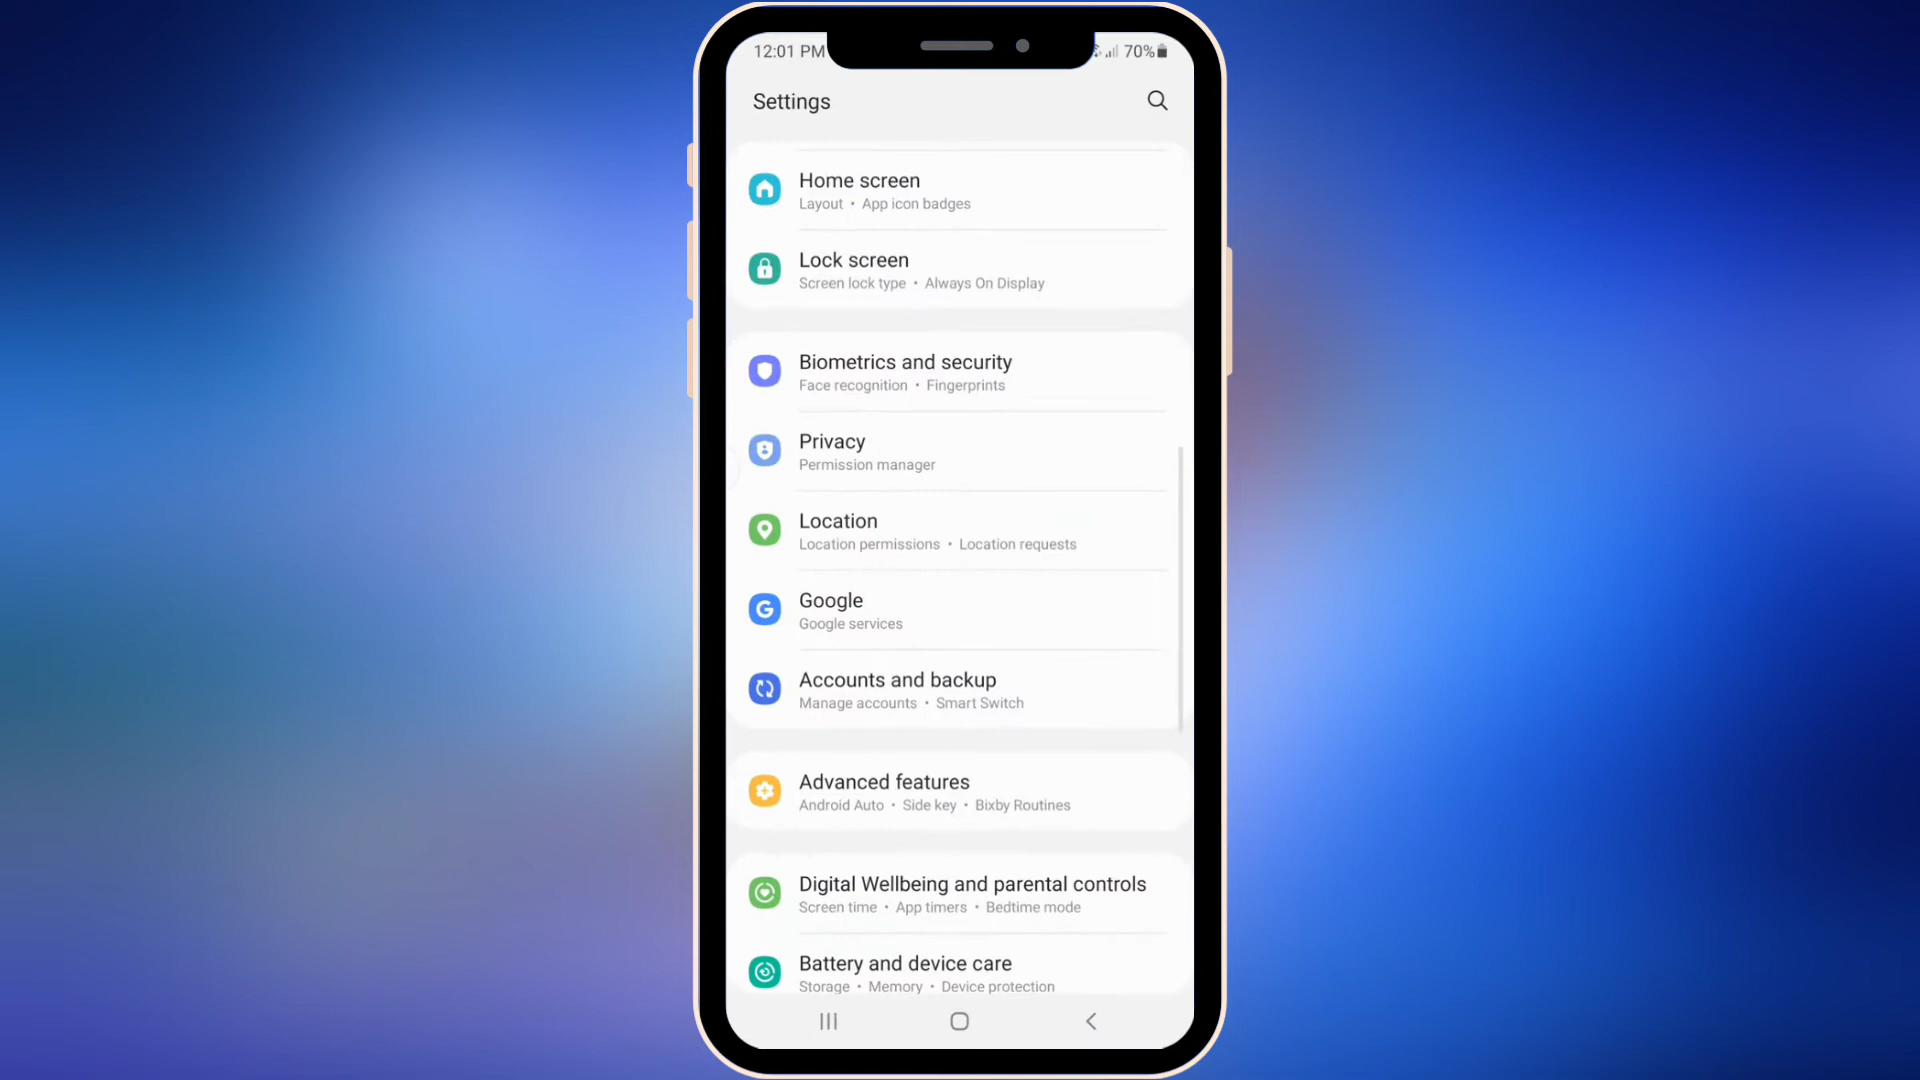 12:01 PM
70%
Settings
Home screen
Layout • App icon badges
Lock screen
Screen lock type • Always On Display
Biometrics and security
Face recognition • Fingerprints
Privacy
Permission manager
Location
Location permissions • Location requests
Google
Google services
Accounts and backup
Manage accounts • Smart Switch
Advanced features
Android Auto • Side key • Bixby Routines
Digital Wellbeing and parental controls
Screen time • App timers • Bedtime mode
Battery and device care
Storage • Memory • Device protection